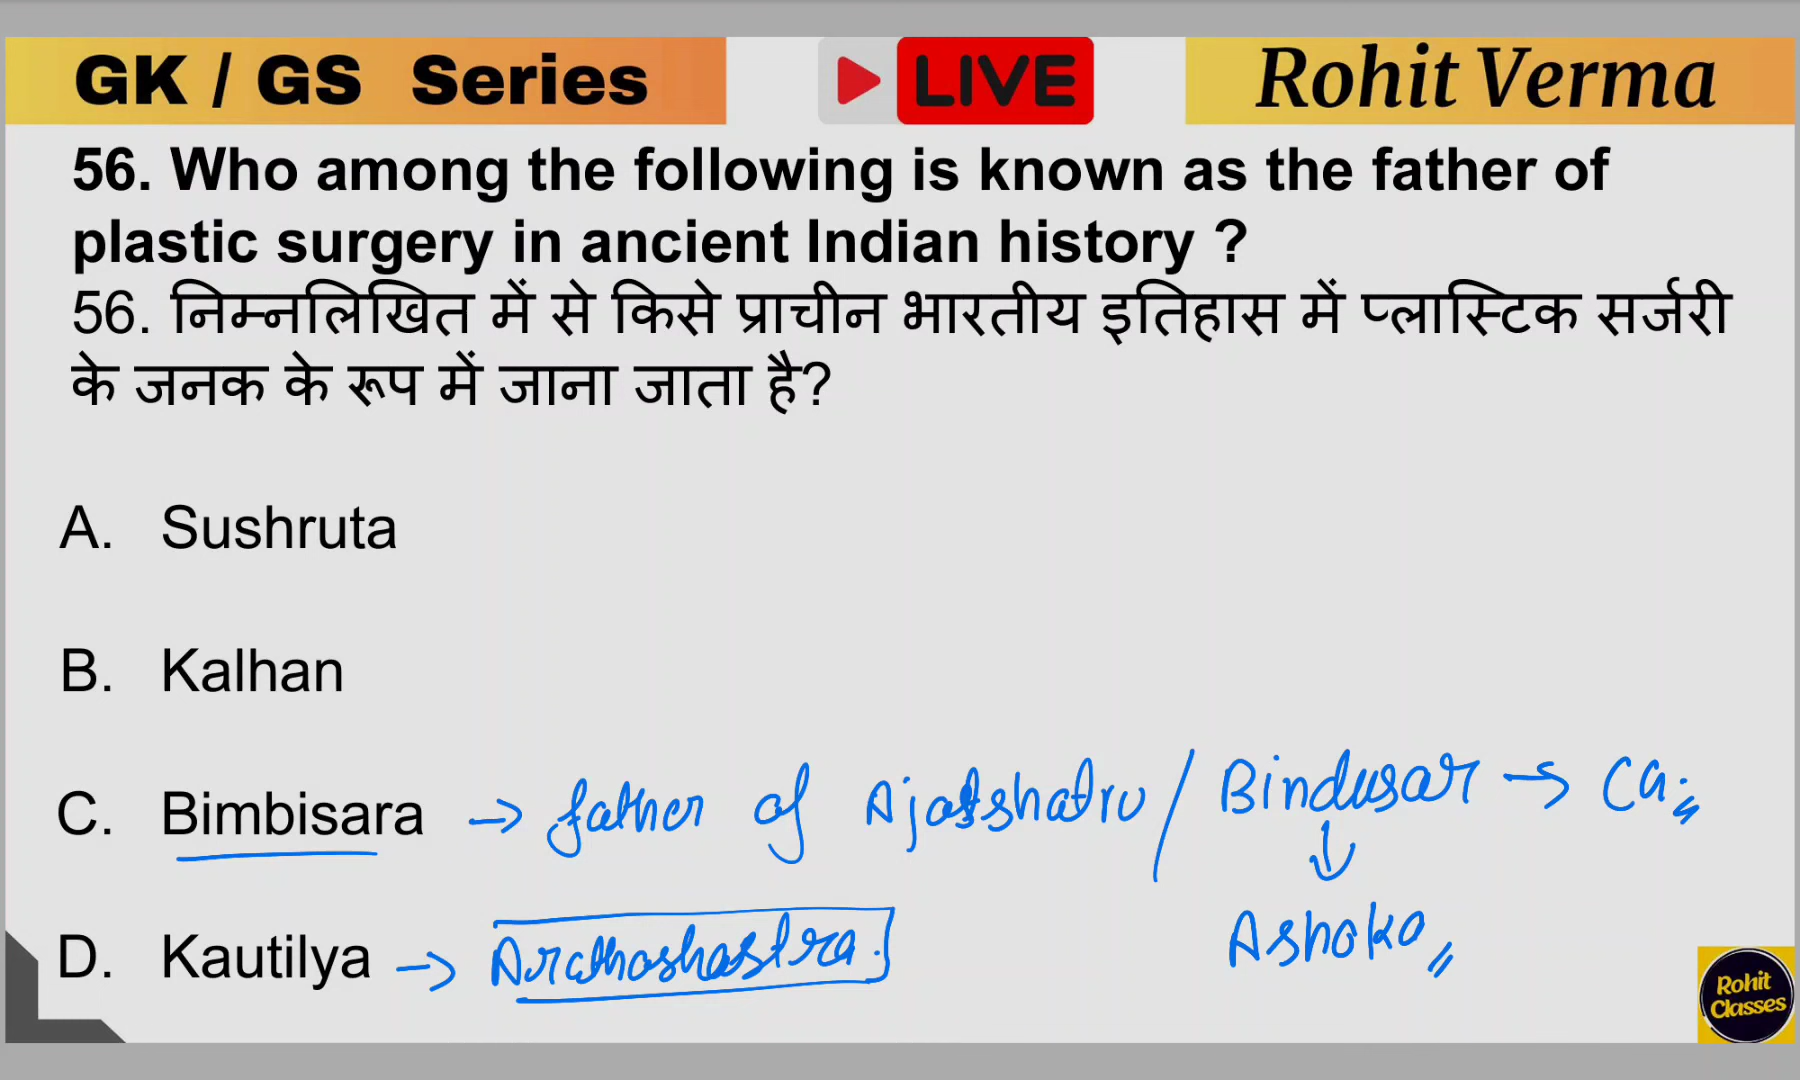 GK / GS Series
LIVE
Rohit Verma
56. Who among the following is known as the father of
plastic surgery in ancient Indian history ?
56. निम्नलिखित में से किसे प्राचीन भारतीय इतिहास में प्लास्टिक सर्जरी
के जनक के रूप में जाना जाता है?
A. Sushruta
B. Kalhan
C. Bimbisara → father of Ajatshatru / Bindusar →
Ashoka
D. Kautilya → Arathashastra.
Rohit
Classes